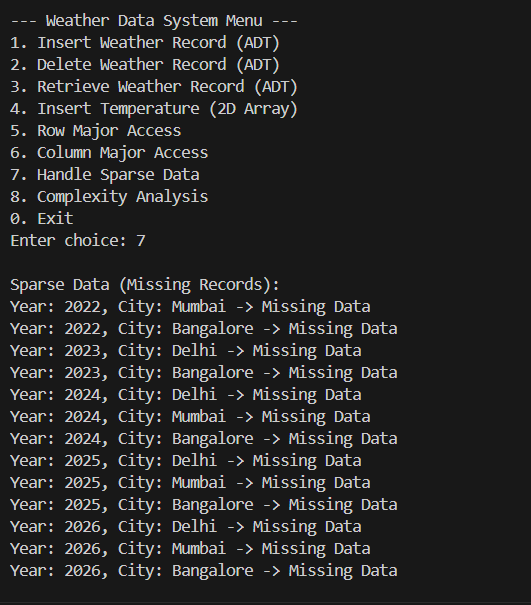 --- Weather Data System Menu ---
1. Insert Weather Record (ADT)
2. Delete Weather Record (ADT)
3. Retrieve Weather Record (ADT)
4. Insert Temperature (2D Array)
5. Row Major Access
6. Column Major Access
7. Handle Sparse Data
8. Complexity Analysis
0. Exit
Enter choice: 7
Sparse Data (Missing Records):
Year: 2022, City: Mumbai -> Missing Data
Year: 2022, City: Bangalore -> Missing Data
Year: 2023, City: Delhi -> Missing Data
Year: 2023, City: Bangalore -> Missing Data
Year: 2024, City: Delhi -> Missing Data
Year: 2024, City: Mumbai -> Missing Data
Year: 2024, City: Bangalore -> Missing Data
Year: 2025, City: Delhi -> Missing Data
Year: 2025, City: Mumbai -> Missing Data
Year: 2025, City: Bangalore -> Missing Data
Year: 2026, City: Delhi -> Missing Data
Year: 2026, City: Mumbai -> Missing Data
Year: 2026, City: Bangalore -> Missing Data